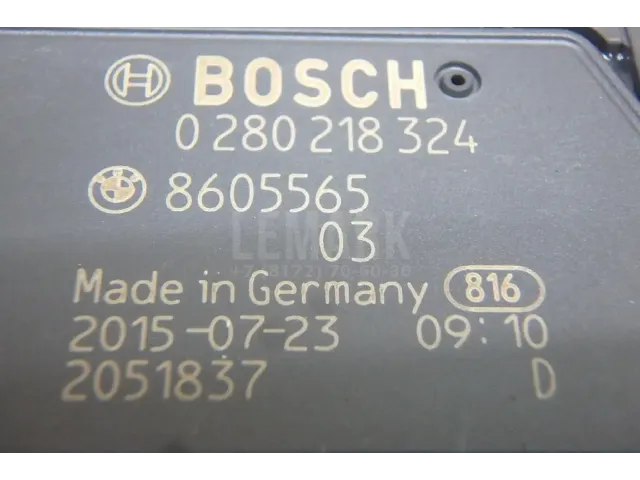 BOSCH
0 280 218 324
8605565
03
Made in Germany 816
2015-07-23 09:10
2051837 D